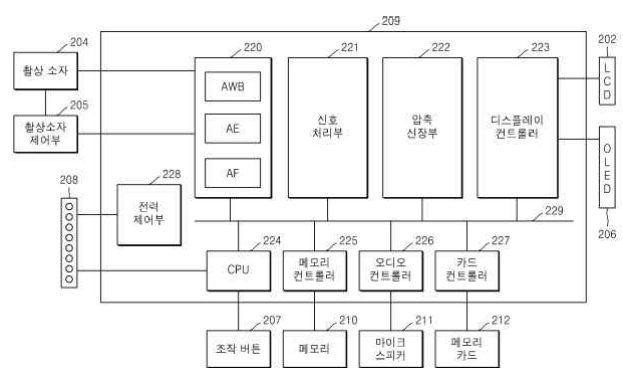 209
204
220
221
222
223
202
촬상 소자
AWB
AE
AF
신호
처리부
압축
신장부
디스플레이
컨트롤러
LCD
205
촬상소자
제어부
OLED
208
228
전력
제어부
229
206
224
225
226
227
CPU
메모리
컨트롤러
오디오
컨트롤러
카드
컨트롤러
207
210
211
212
조작 버튼
메모리
마이크
스피커
메모리
카드